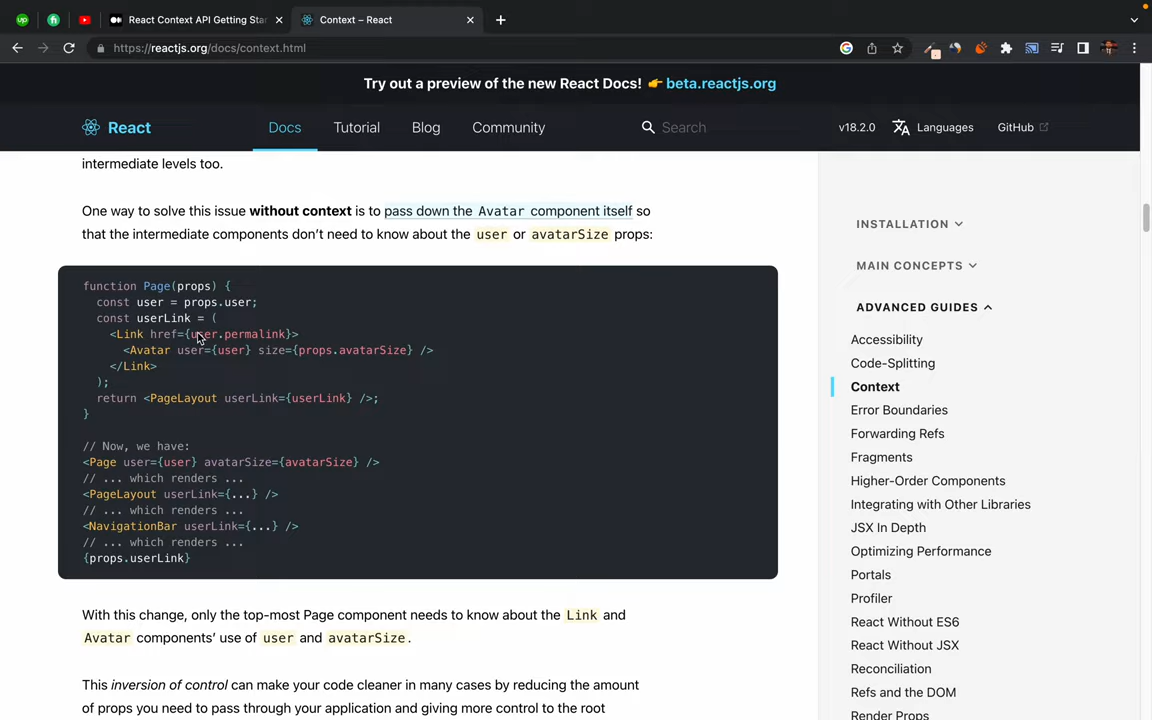 React Context API Getting Star
Context – React
https://reactjs.org/docs/context.html
Try out a preview of the new React Docs! 👉 beta.reactjs.org
React
Docs
Tutorial
Blog
Community
Search
v18.2.0
Languages
GitHub
intermediate levels too.
One way to solve this issue without context is to pass down the Avatar component itself so
that the intermediate components don’t need to know about the user or avatarSize props:
function Page(props) {
const user = props.user;
const userLink = (
<Link href={user.permalink}>
<Avatar user={user} size={props.avatarSize} />
</Link>
);
return <PageLayout userLink={userLink} />;
}
// Now, we have:
<Page user={user} avatarSize={avatarSize} />
// ... which renders ...
<PageLayout userLink={...} />
// ... which renders ...
<NavigationBar userLink={...} />
// ... which renders ...
{props.userLink}
With this change, only the top-most Page component needs to know about the Link and
Avatar components’ use of user and avatarSize.
This inversion of control can make your code cleaner in many cases by reducing the amount
of props you need to pass through your application and giving more control to the root
INSTALLATION
MAIN CONCEPTS
ADVANCED GUIDES
Accessibility
Code-Splitting
Context
Error Boundaries
Forwarding Refs
Fragments
Higher-Order Components
Integrating with Other Libraries
JSX In Depth
Optimizing Performance
Portals
Profiler
React Without ES6
React Without JSX
Reconciliation
Refs and the DOM
Render Props